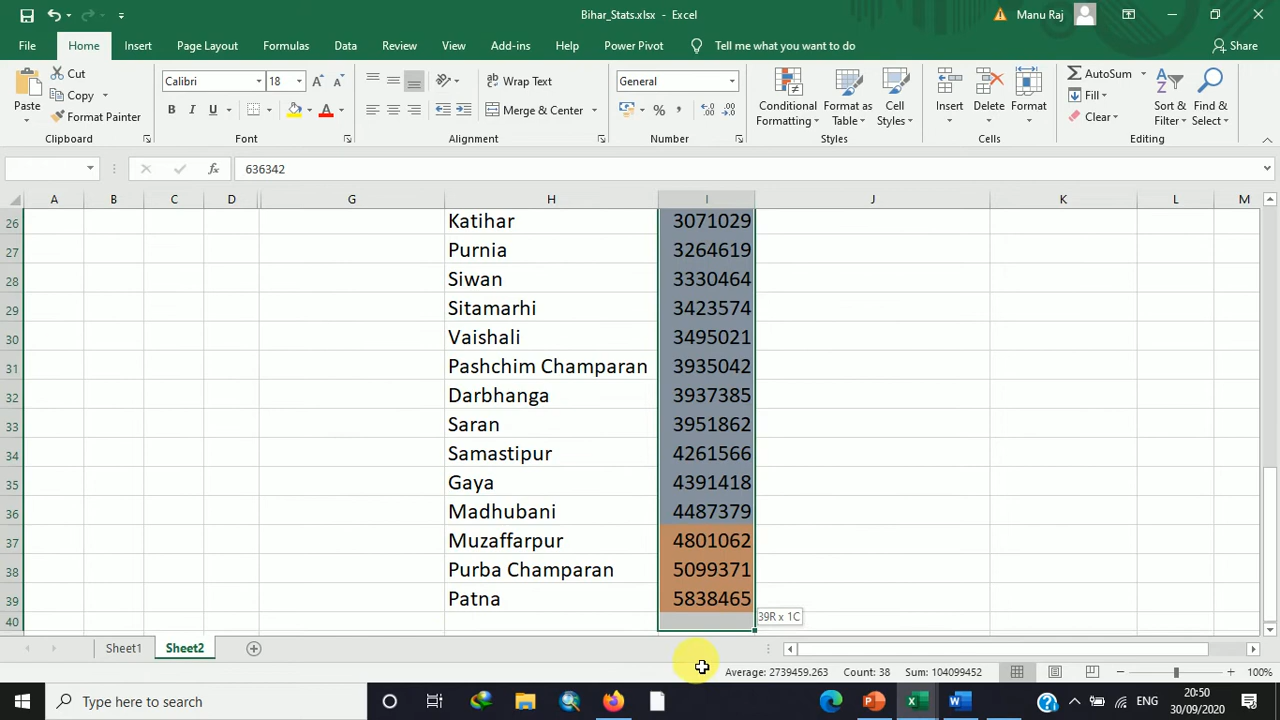 Bihar_Stats.xlsx - Excel
Manu Raj
File Home Insert Page Layout Formulas Data Review View Add-ins Help Power Pivot Tell me what you want to do Share
Paste
Cut
Copy
Format Painter
Clipboard
Calibri 18
B I U
Font
Wrap Text
Merge & Center
Alignment
General
Number
Conditional Formatting
Format as Table
Cell Styles
Styles
Insert Delete Format
Cells
AutoSum
Fill
Clear
Sort & Filter
Find & Select
Editing
fx 636342
A B C D G H I J K L M
26 Katihar 3071029
27 Purnia 3264619
28 Siwan 3330464
29 Sitamarhi 3423574
30 Vaishali 3495021
31 Pashchim Champaran 3935042
32 Darbhanga 3937385
33 Saran 3951862
34 Samastipur 4261566
35 Gaya 4391418
36 Madhubani 4487379
37 Muzaffarpur 4801062
38 Purba Champaran 5099371
39 Patna 5838465
40 39R x 1C
Sheet1 Sheet2
Average: 2739459.263 Count: 38 Sum: 104099452 100%
Type here to search
ENG
20:50
30/09/2020